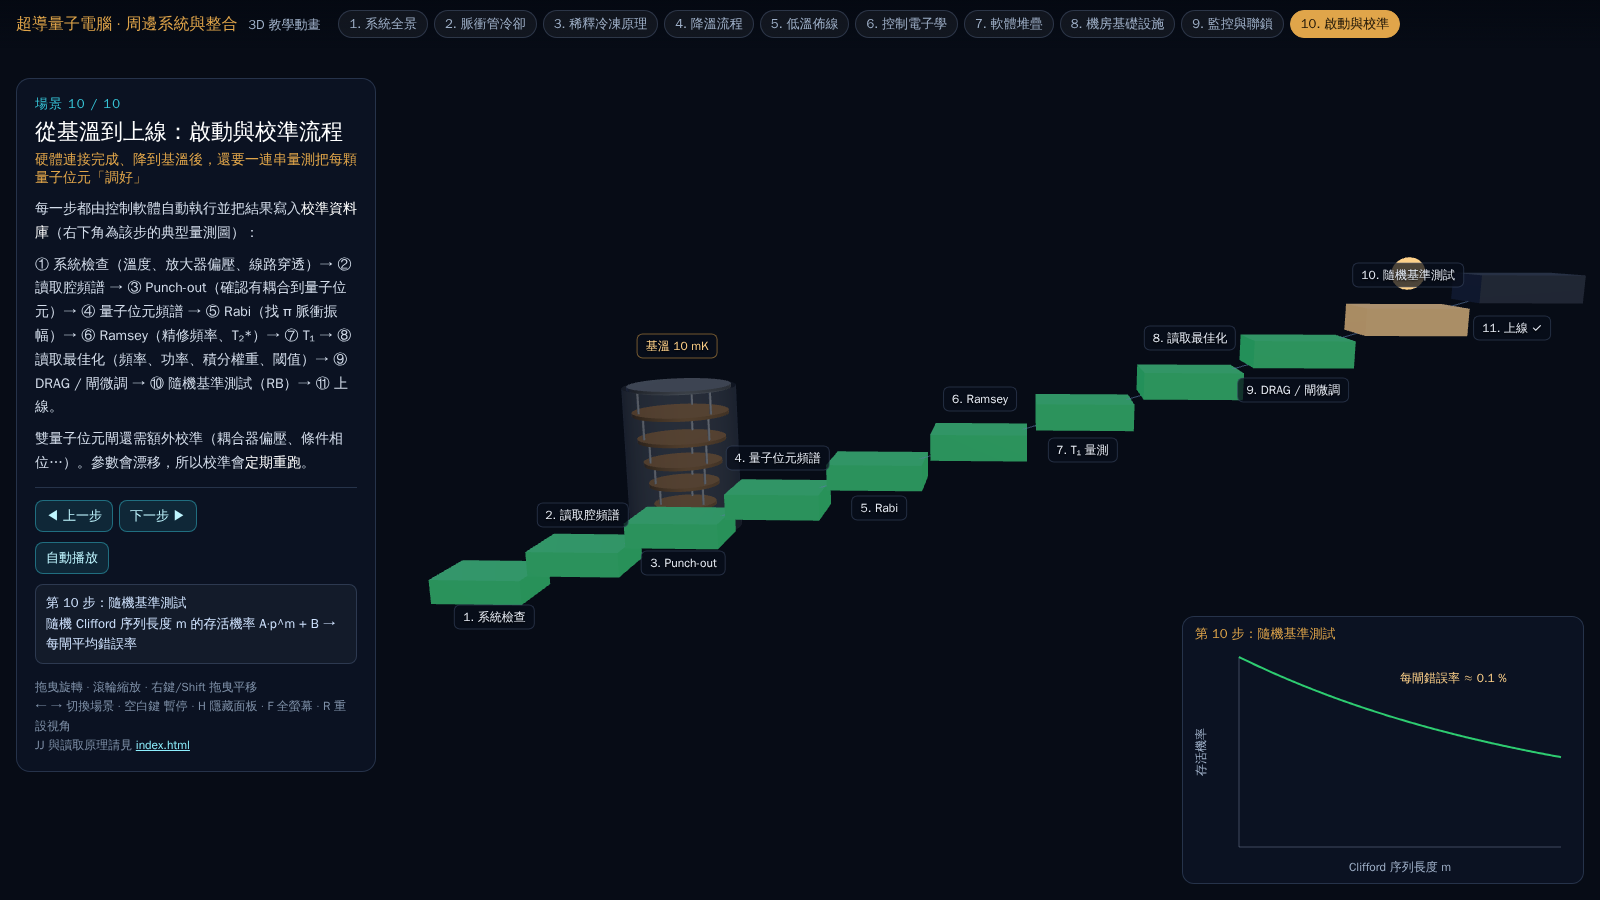 超導量子電腦 · 周邊系統與整合 3D 教學動畫
1. 系統全景
2. 脈衝管冷卻
3. 稀釋冷凍原理
4. 降溫流程
5. 低溫佈線
6. 控制電子學
7. 軟體堆疊
8. 機房基礎設施
9. 監控與聯鎖
10. 啟動與校準
場景 10 / 10
從基溫到上線：啟動與校準流程
硬體連接完成、降到基溫後，還要一連串量測把每顆
量子位元「調好」
每一步都由控制軟體自動執行並把結果寫入校準資料
庫（右下角為該步的典型量測圖）：
① 系統檢查（溫度、放大器偏壓、線路穿透）→ ②
讀取腔頻譜 → ③ Punch-out（確認有耦合到量子位
元）→ ④ 量子位元頻譜 → ⑤ Rabi（找 π 脈衝振
幅）→ ⑥ Ramsey（精修頻率、T₂*）→ ⑦ T₁ → ⑧
讀取最佳化（頻率、功率、積分權重、閾值）→ ⑨
DRAG / 閘微調 → ⑩ 隨機基準測試（RB）→ ⑪ 上
線。
雙量子位元閘還需額外校準（耦合器偏壓、條件相
位…）。參數會漂移，所以校準會定期重跑。
◀ 上一步
下一步 ▶
自動播放
第 10 步：隨機基準測試
隨機 Clifford 序列長度 m 的存活機率 A·p^m + B →
每閘平均錯誤率
拖曳旋轉 · 滾輪縮放 · 右鍵/Shift 拖曳平移
← → 切換場景 · 空白鍵 暫停 · H 隱藏面板 · F 全螢幕 · R 重
設視角
JJ 與讀取原理請見 index.html
基溫 10 mK
1. 系統檢查
2. 讀取腔頻譜
3. Punch-out
4. 量子位元頻譜
5. Rabi
6. Ramsey
7. T₁ 量測
8. 讀取最佳化
9. DRAG / 閘微調
10. 隨機基準測試
11. 上線 ✓
第 10 步：隨機基準測試
每閘錯誤率 ≈ 0.1 %
存活機率
Clifford 序列長度 m